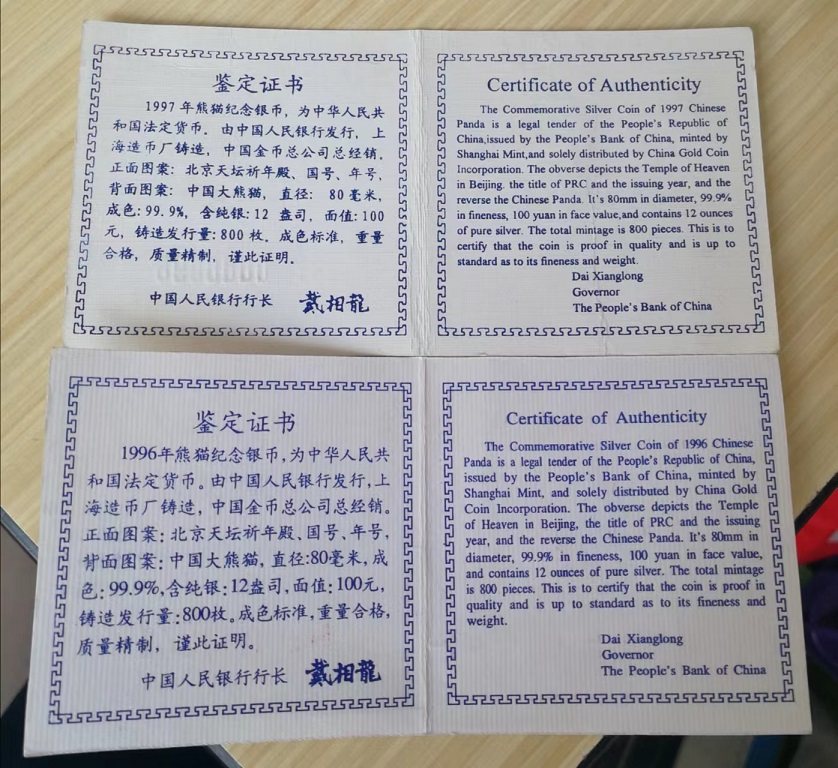 鉴定证书
1997年熊猫纪念银币，为中华人民共
和国法定货币。由中国人民银行发行，上
海造币厂铸造，中国金币总公司总经销。
正面图案：北京天坛祈年殿、国号、年号，
背面图案：中国大熊猫，直径：80毫米，
成色：99.9%，含纯银：12 盎司，面值：100
元，铸造发行量：800枚。成色标准，重量
合格，质量精制，谨此证明。
中国人民银行行长 戴相龍
Certificate of Authenticity
The Commemorative Silver Coin of 1997 Chinese
Panda is a legal tender of the People's Republic of
China,issued by the People's Bank of China, minted by
Shanghai Mint,and solely distributed by China Gold Coin
Incorporation. The obverse depicts the Temple of Heaven
in Beijing. the title of PRC and the issuing year, and the
reverse the Chinese Panda. It's 80mm in diameter, 99.9%
in fineness, 100 yuan in face value,and contains 12 ounces
of pure silver. The total mintage is 800 pieces. This is to
certify that the coin is proof in quality and is up to
standard as to its fineness and weight.
Dai Xianglong
Governor
The People's Bank of China
鉴定证书
1996年熊猫纪念银币，为中华人民共
和国法定货币。由中国人民银行发行，上
海造币厂铸造，中国金币总公司总经销。
正面图案：北京天坛祈年殿、国号、年号，
背面图案：中国大熊猫，直径：80毫米，成
色：99.9%，含纯银：12盎司，面值：100元，
铸造发行量：800枚。成色标准，重量合格，
质量精制，谨此证明。
中国人民银行行长 戴相龍
Certificate of Authenticity
The Commemorative Silver Coin of 1996 Chinese
Panda is a legal tender of the People's Republic of China,
issued by the People's Bank of China, minted by
Shanghai Mint, and solely distributed by China Gold
Coin Incorporation. The obverse depicts the Temple
of Heaven in Beijing, the title of PRC and the issuing
year, and the reverse the Chinese Panda. It's 80mm in
diameter, 99.9% in fineness, 100 yuan in face value,
and contains 12 ounces of pure silver. The total mintage
is 800 pieces. This is to certify that the coin is proof in
quality and is up to standard as to its fineness and
weight.
Dai Xianglong
Governor
The People's Bank of China